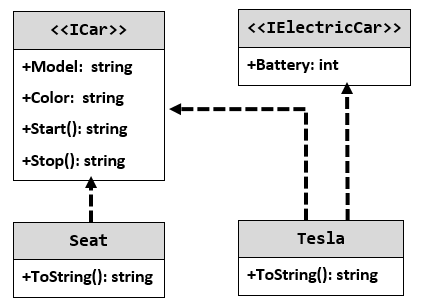 <<ICar>>
+Model: string
+Color: string
+Start(): string
+Stop(): string
<<IElectricCar>>
+Battery: int
Seat
+ToString(): string
Tesla
+ToString(): string